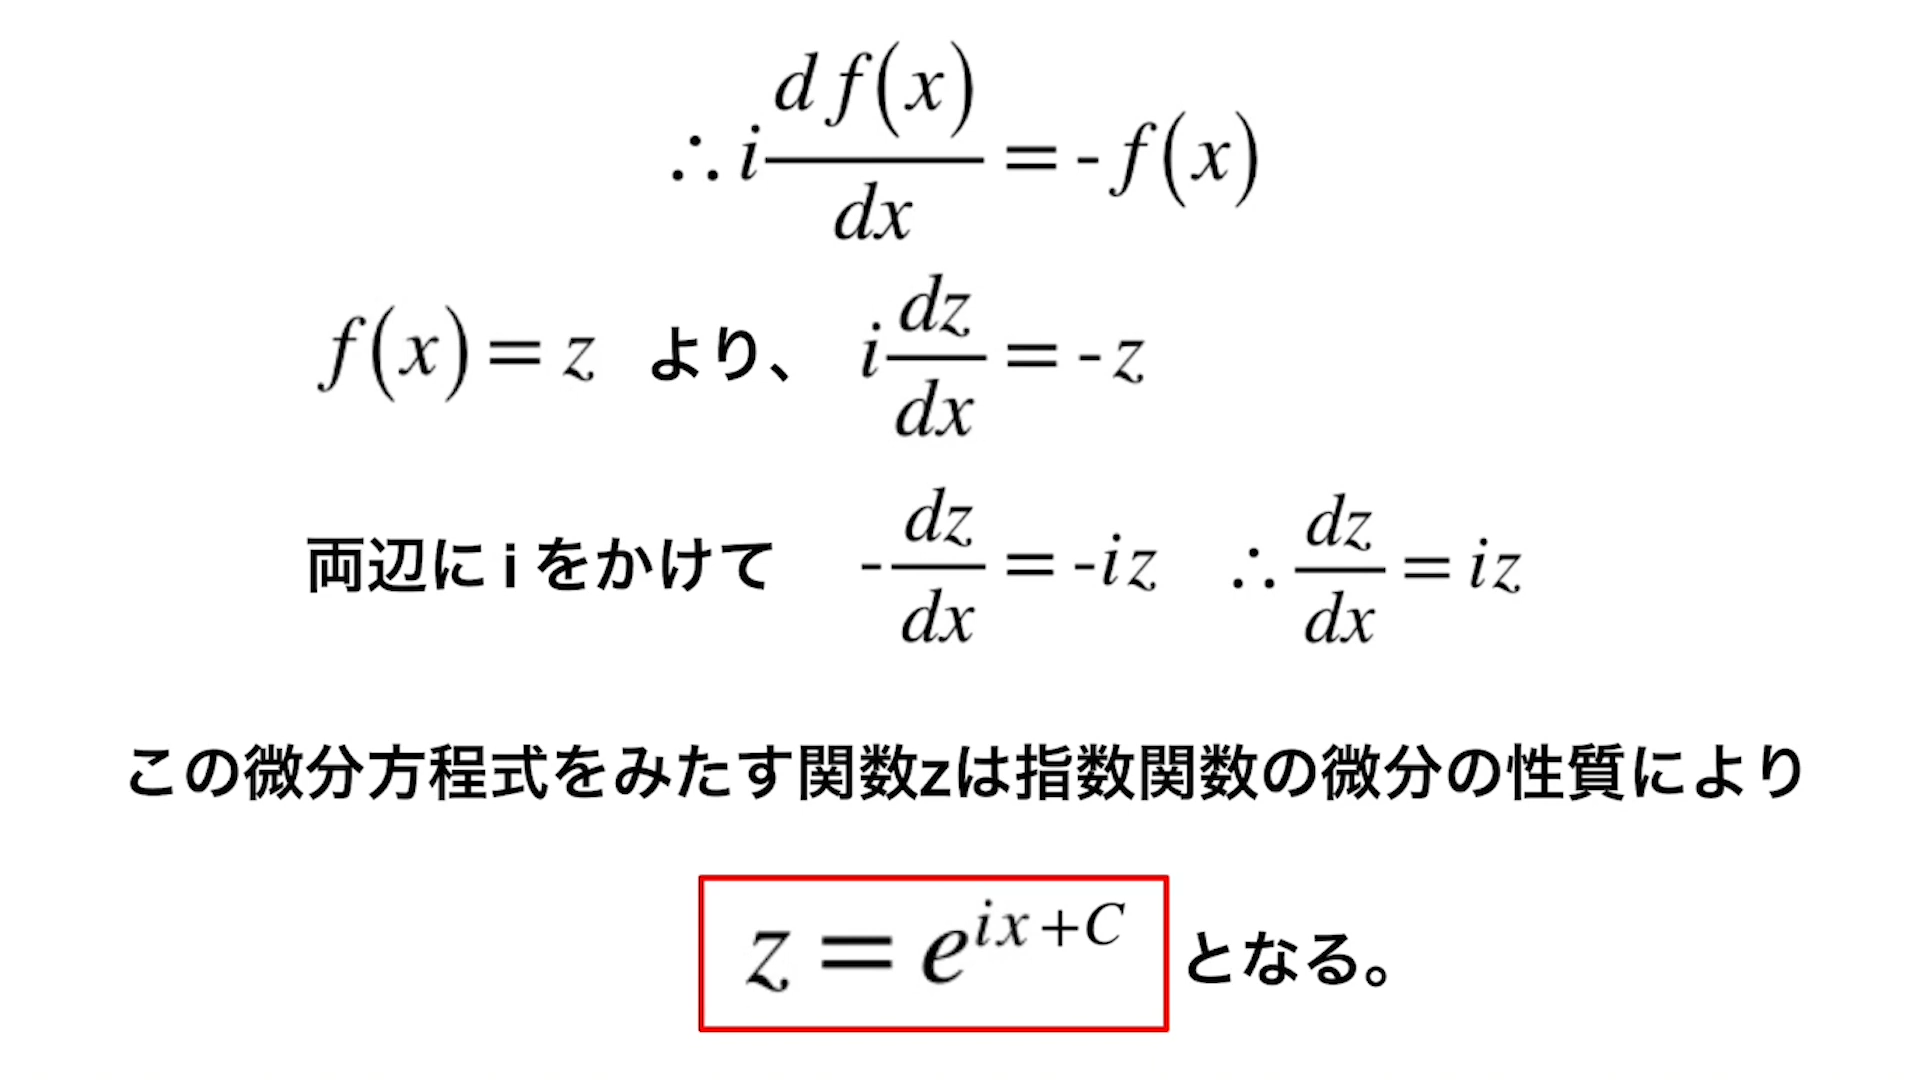 ∴ i df(x)/dx = -f(x)
f(x) = z より、 i dz/dx = -z
両辺に i をかけて -dz/dx = -iz ∴ dz/dx = iz
この微分方程式をみたす関数zは指数関数の微分の性質により
z = e^{ix+C} となる。